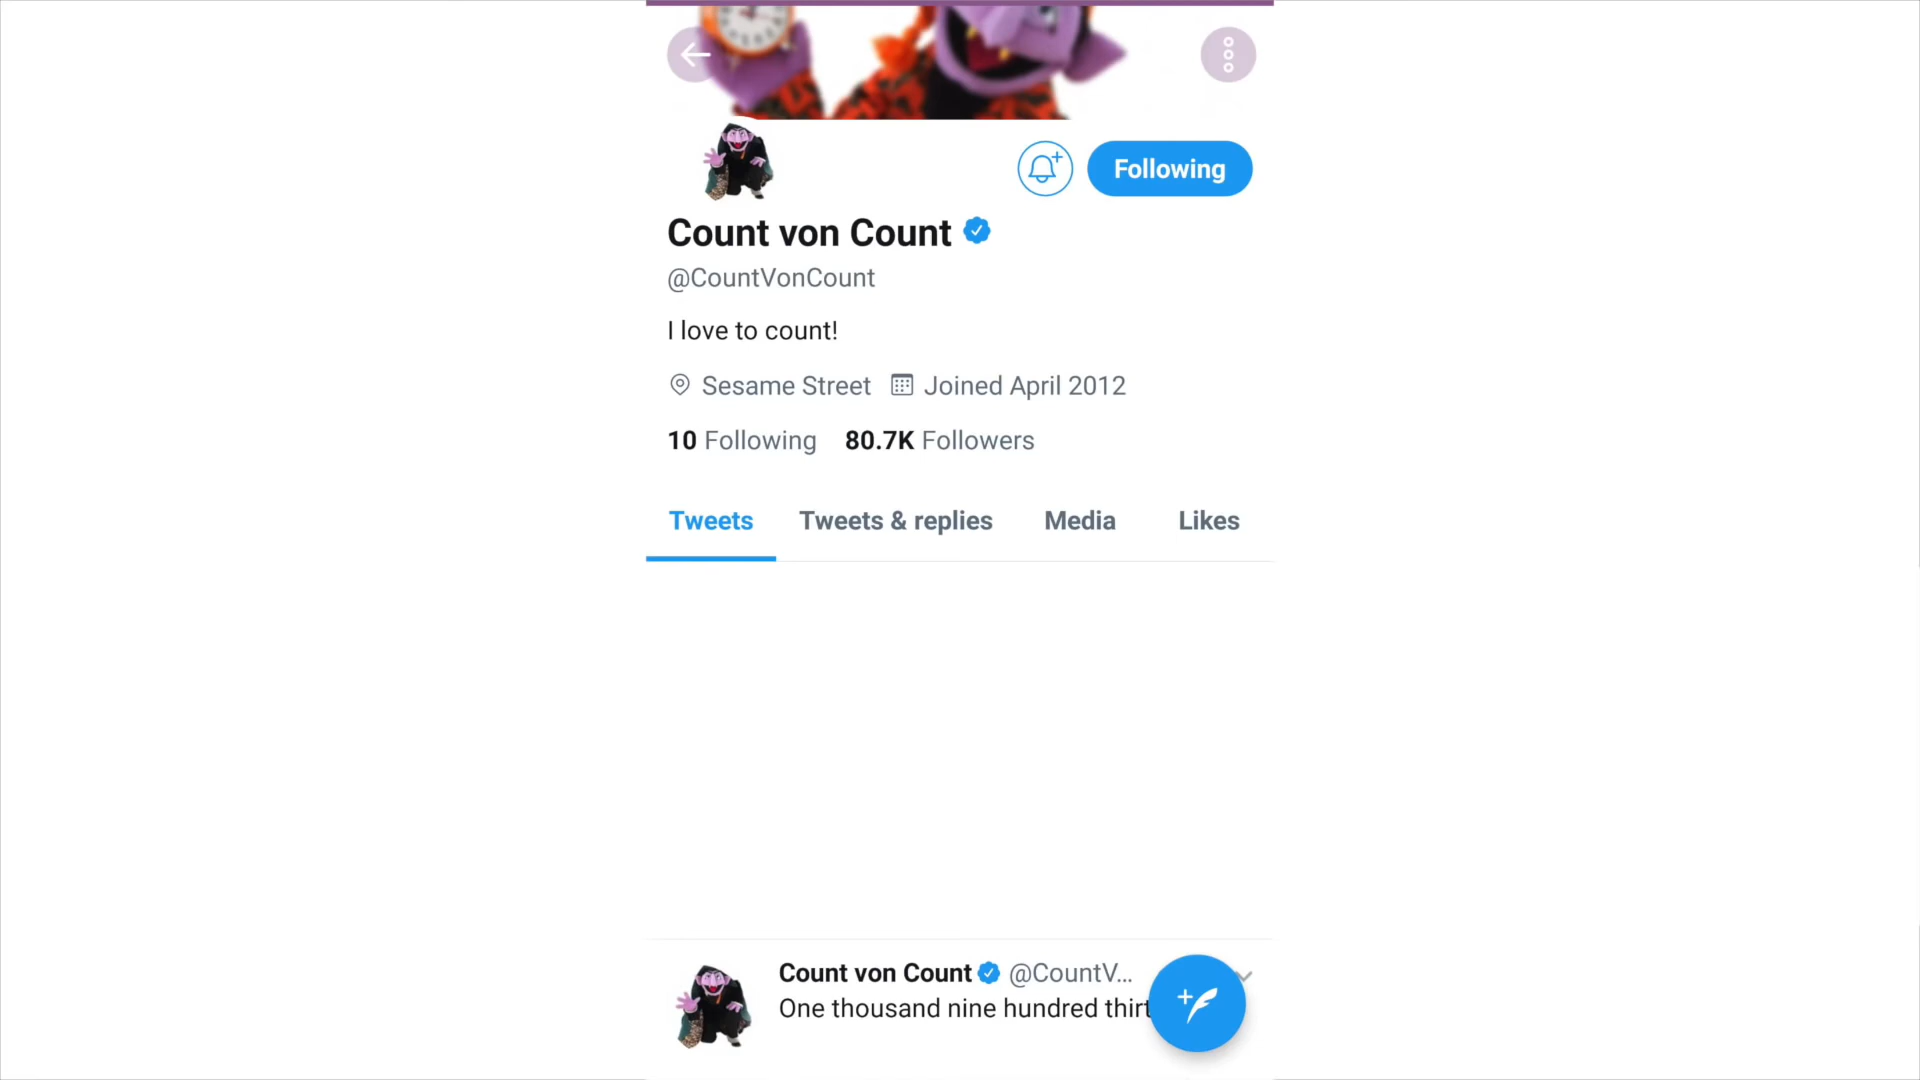 Following
Count von Count
@CountVonCount
I love to count!
Sesame Street Joined April 2012
10 Following 80.7K Followers
Tweets Tweets & replies Media Likes
Count von Count @CountV...
One thousand nine hundred thirt